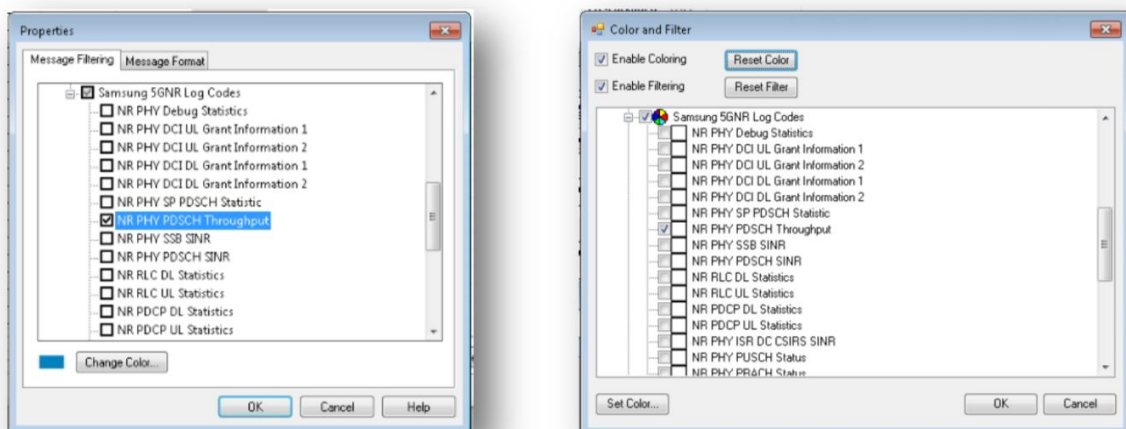 Properties
Message Filtering
Message Format
Samsung 5GNR Log Codes
NR PHY Debug Statistics
NR PHY DCI UL Grant Information 1
NR PHY DCI UL Grant Information 2
NR PHY DCI DL Grant Information 1
NR PHY DCI DL Grant Information 2
NR PHY SP PDSCH Statistic
NR PHY PDSCH Throughput
NR PHY SSB SINR
NR PHY PDSCH SINR
NR RLC DL Statistics
NR RLC UL Statistics
NR PDCP DL Statistics
NR PDCP UL Statistics
Change Color...
OK
Cancel
Help
Color and Filter
Enable Coloring
Reset Color
Enable Filtering
Reset Filter
Samsung 5GNR Log Codes
NR PHY Debug Statistics
NR PHY DCI UL Grant Information 1
NR PHY DCI UL Grant Information 2
NR PHY DCI DL Grant Information 1
NR PHY DCI DL Grant Information 2
NR PHY SP PDSCH Statistic
NR PHY PDSCH Throughput
NR PHY SSB SINR
NR PHY PDSCH SINR
NR RLC DL Statistics
NR RLC UL Statistics
NR PDCP DL Statistics
NR PDCP UL Statistics
NR PHY ISR DC CSIRS SINR
NR PHY PUSCH Status
NR PHY PRACH Status
Set Color...
OK
Cancel